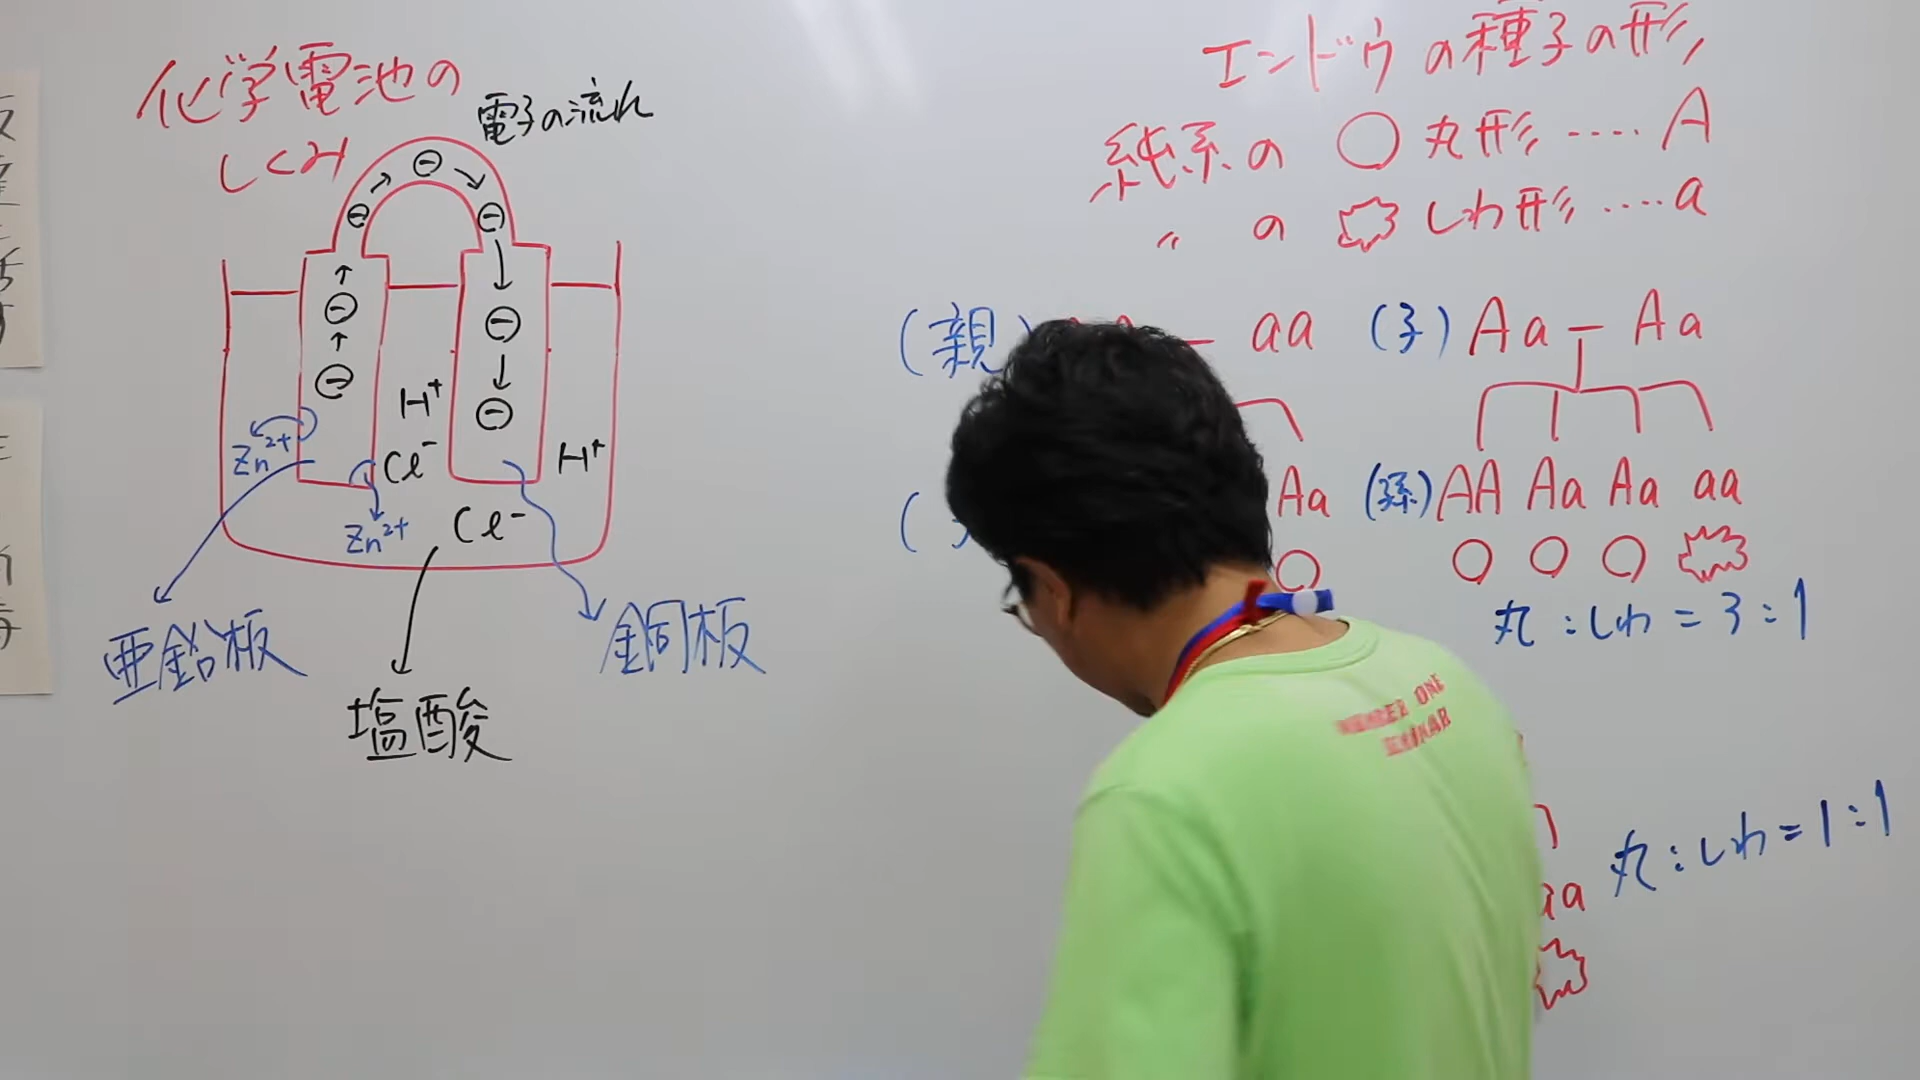 化学電池の
しくみ
電子の流れ
⊖ → ⊖ → ⊖
⊖
⊖
⊖
⊖
H⁺
Cl⁻
H⁺
Zn²⁺
Zn²⁺
Cl⁻
亜鉛板
塩酸
銅板
エンドウの種子の形
純系の ○ 丸形 ‥‥ A
〃 の しわ形 ‥‥ a
(親) aa
Aa
(子) Aa ─ Aa
(孫) AA Aa Aa aa
丸:しわ = 3:1
丸:しわ = 1:1
aa
NUMBER ONE
SEMINAR